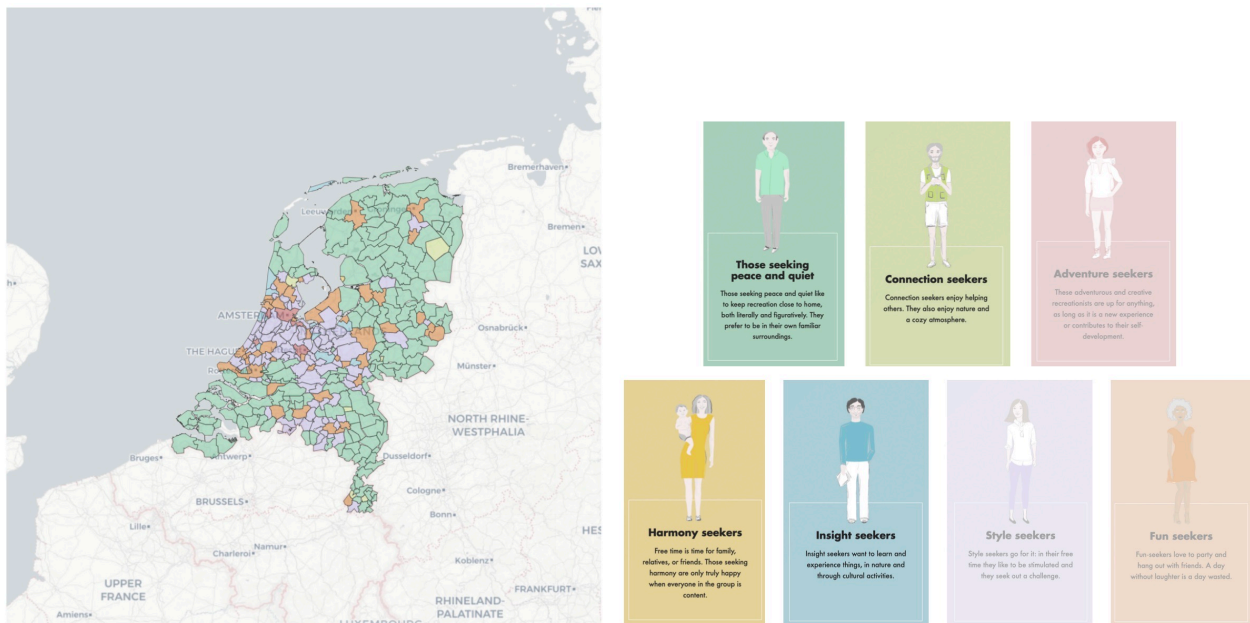 Bremerhaven
Leeuwarden
Groningen
Bremen
LOW
SAX
AMSTER
Osnabrück
THE HAGUE
Münster
NORTH RHINE-
WESTPHALIA
Bruges
Antwerp
Dusseldorf
Cologne
BRUSSELS
Bonn
Lille
HES
Namur
Charleroi
Koblenz
UPPER
FRANCE
FRANKFURT
RHINELAND-
PALATINATE
Amiens
LUXEMBOURG
Those seeking
peace and quiet
Those seeking peace and quiet like
to keep recreation close to home,
both literally and figuratively. They
prefer to be in their own familiar
surroundings.
Connection seekers
Connection seekers enjoy helping
others. They also enjoy nature and
a cozy atmosphere.
Adventure seekers
These adventurous and creative
recreationists are up for anything,
as long as it is a new experience
or contributes to their self-
development.
Harmony seekers
Free time is time for family,
relatives, or friends. Those seeking
harmony are only truly happy
when everyone in the group is
content.
Insight seekers
Insight seekers want to learn and
experience things, in nature and
through cultural activities.
Style seekers
Style seekers go for it: in their free
time they like to be stimulated and
they seek out a challenge.
Fun seekers
Fun-seekers love to party and
hang out with friends. A day
without laughter is a day wasted.